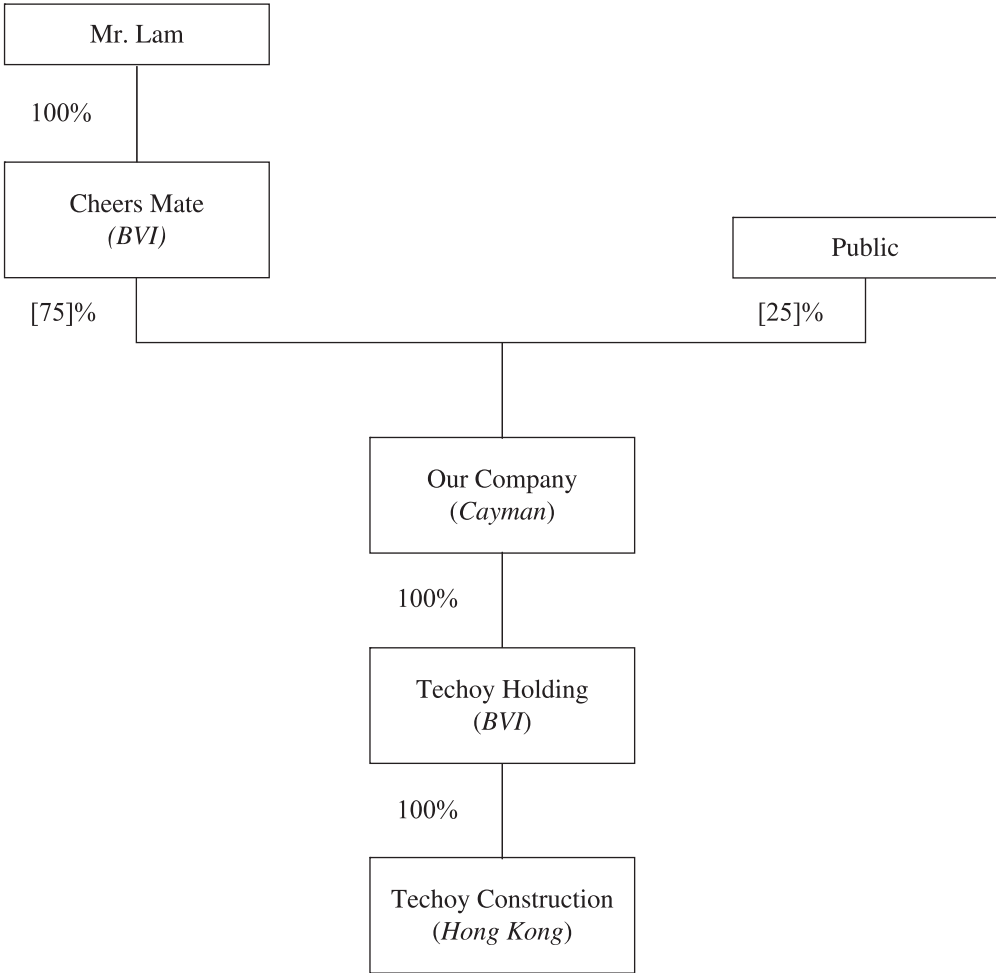 Mr. Lam
100%
Cheers Mate
(BVI)
Public
[75]%
[25]%
Our Company
(Cayman)
100%
Techoy Holding
(BVI)
100%
Techoy Construction
(Hong Kong)